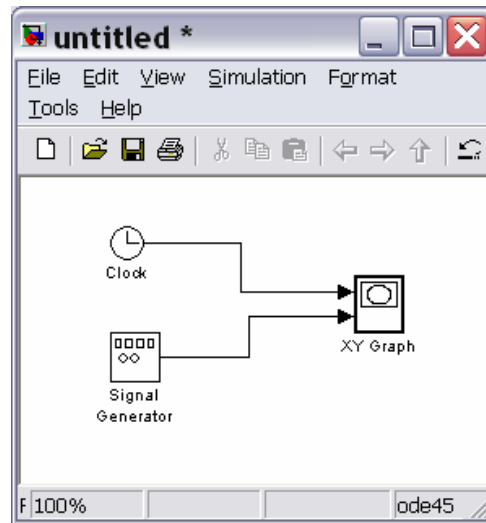 untitled *
File Edit View Simulation Format
Tools Help
Clock
XY Graph
Signal
Generator
F 100% ode45